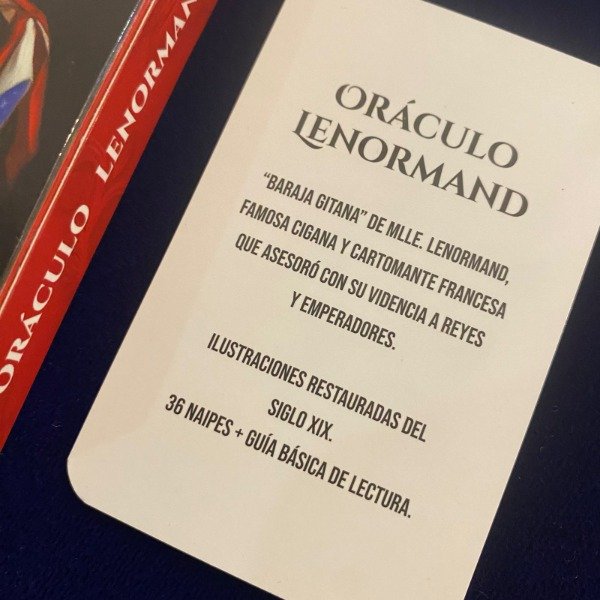 ORÁCULO LENORMAN
ORÁCULO
LENORMAND
“BARAJA GITANA” DE MLLE. LENORMAND,
FAMOSA CIGANA Y CARTOMANTE FRANCESA
QUE ASESORÓ CON SU VIDENCIA A REYES
Y EMPERADORES.
ILUSTRACIONES RESTAURADAS DEL
SIGLO XIX.
36 NAIPES + GUÍA BÁSICA DE LECTURA.